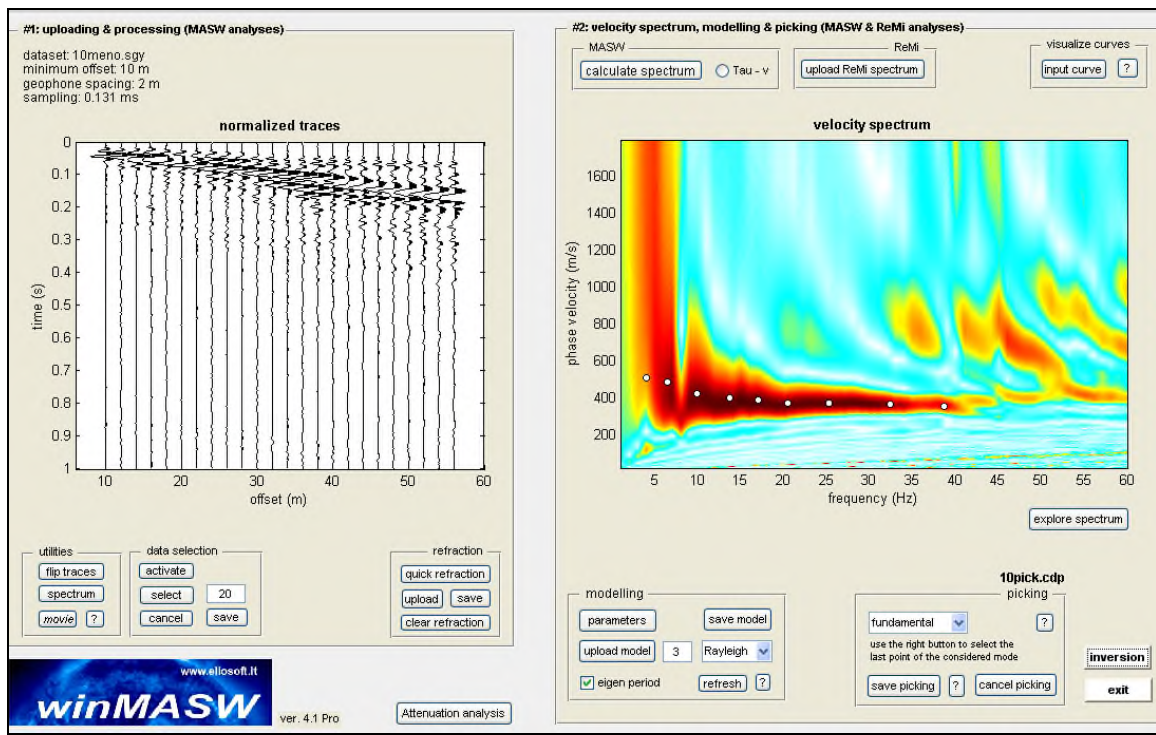 #1: uploading & processing (MASW analyses)
dataset: 10meno.sgy
minimum offset: 10 m
geophone spacing: 2 m
sampling: 0.131 ms
normalized traces
0
0.1
0.2
0.3
0.4
0.5
0.6
0.7
0.8
0.9
1
time (s)
10 20 30 40 50 60
offset (m)
utilities
flip traces
spectrum
movie ?
data selection
activate
select 20
cancel save
refraction
quick refraction
upload save
clear refraction
www.eliosoft.it
winMASW
ver. 4.1 Pro
Attenuation analysis
#2: velocity spectrum, modelling & picking (MASW & ReMi analyses)
MASW
calculate spectrum Tau - v
ReMi
upload ReMi spectrum
visualize curves
input curve ?
velocity spectrum
1600
1400
1200
1000
800
600
400
200
phase velocity (m/s)
5 10 15 20 25 30 35 40 45 50 55 60
frequency (Hz)
explore spectrum
modelling
parameters save model
upload model 3 Rayleigh
eigen period refresh ?
10pick.cdp
picking
fundamental ?
use the right button to select the
last point of the considered mode
save picking ? cancel picking
inversion
exit